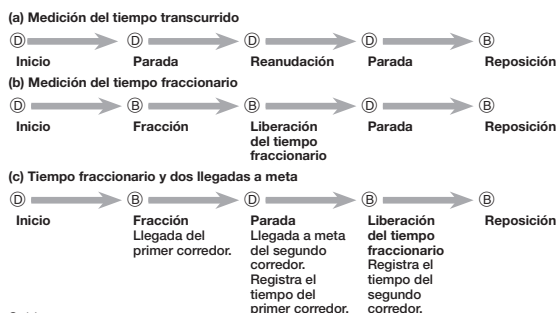 (a) Medición del tiempo transcurrido
Ⓓ Ⓓ Ⓓ Ⓓ Ⓑ
Inicio Parada Reanudación Parada Reposición
(b) Medición del tiempo fraccionario
Ⓓ Ⓑ Ⓑ Ⓓ Ⓑ
Inicio Fracción Liberación Parada Reposición
del tiempo
fraccionario
(c) Tiempo fraccionario y dos llegadas a meta
Ⓓ Ⓑ Ⓓ Ⓑ Ⓑ
Inicio Fracción Parada Liberación Reposición
Llegada del Llegada a meta del tiempo
primer corredor. del segundo fraccionario
corredor. Registra el
Registra el tiempo del
tiempo del segundo
primer corredor. corredor.